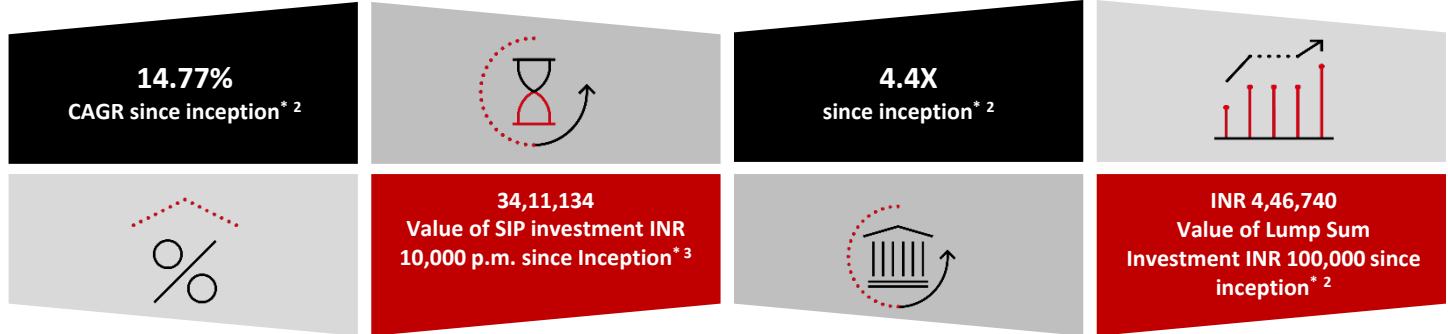 14.77%
CAGR since inception* 2
4.4X
since inception* 2
34,11,134
Value of SIP investment INR
10,000 p.m. since Inception* 3
INR 4,46,740
Value of Lump Sum
Investment INR 100,000 since
inception* 2